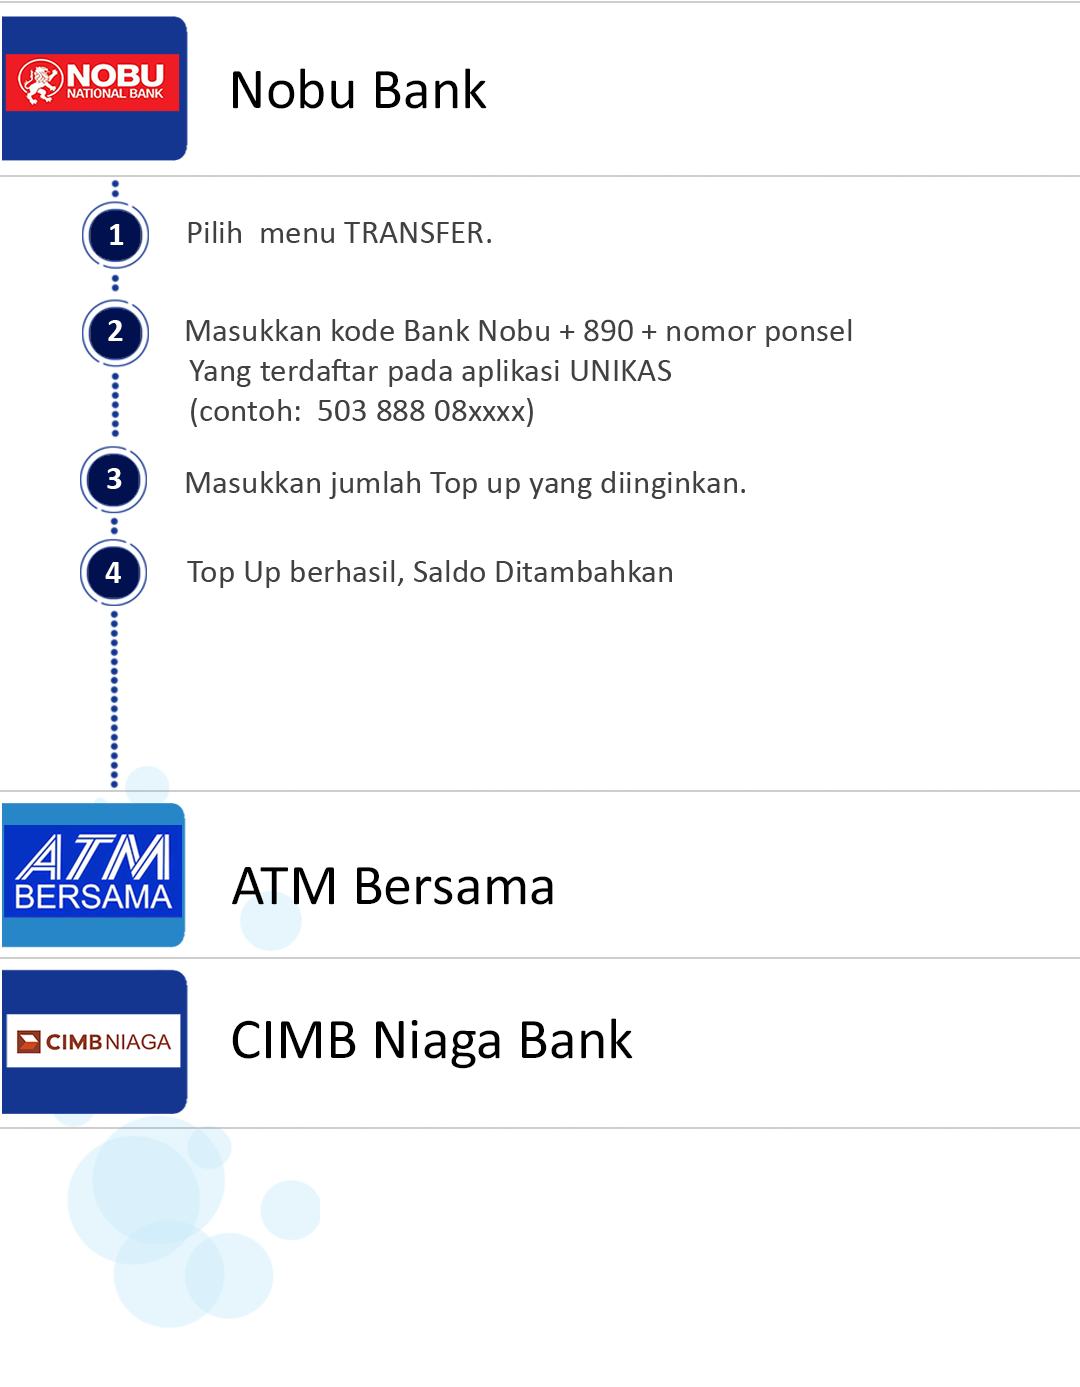 NOBU
NATIONAL BANK
Nobu Bank
1
Pilih menu TRANSFER.
2
Masukkan kode Bank Nobu + 890 + nomor ponsel
Yang terdaftar pada aplikasi UNIKAS
(contoh: 503 888 08xxxx)
3
Masukkan jumlah Top up yang diinginkan.
4
Top Up berhasil, Saldo Ditambahkan
ATM
BERSAMA
ATM Bersama
CIMB NIAGA
CIMB Niaga Bank